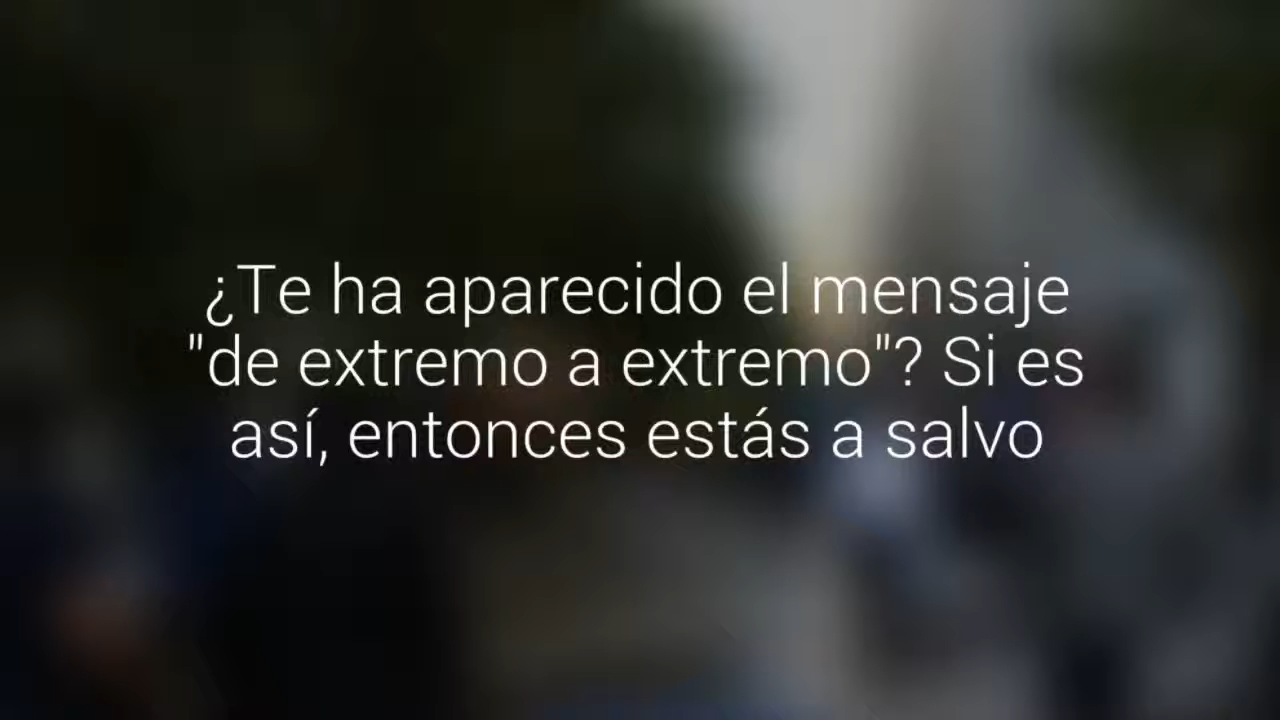 ¿Te ha aparecido el mensaje
"de extremo a extremo"? Si es
así, entonces estás a salvo